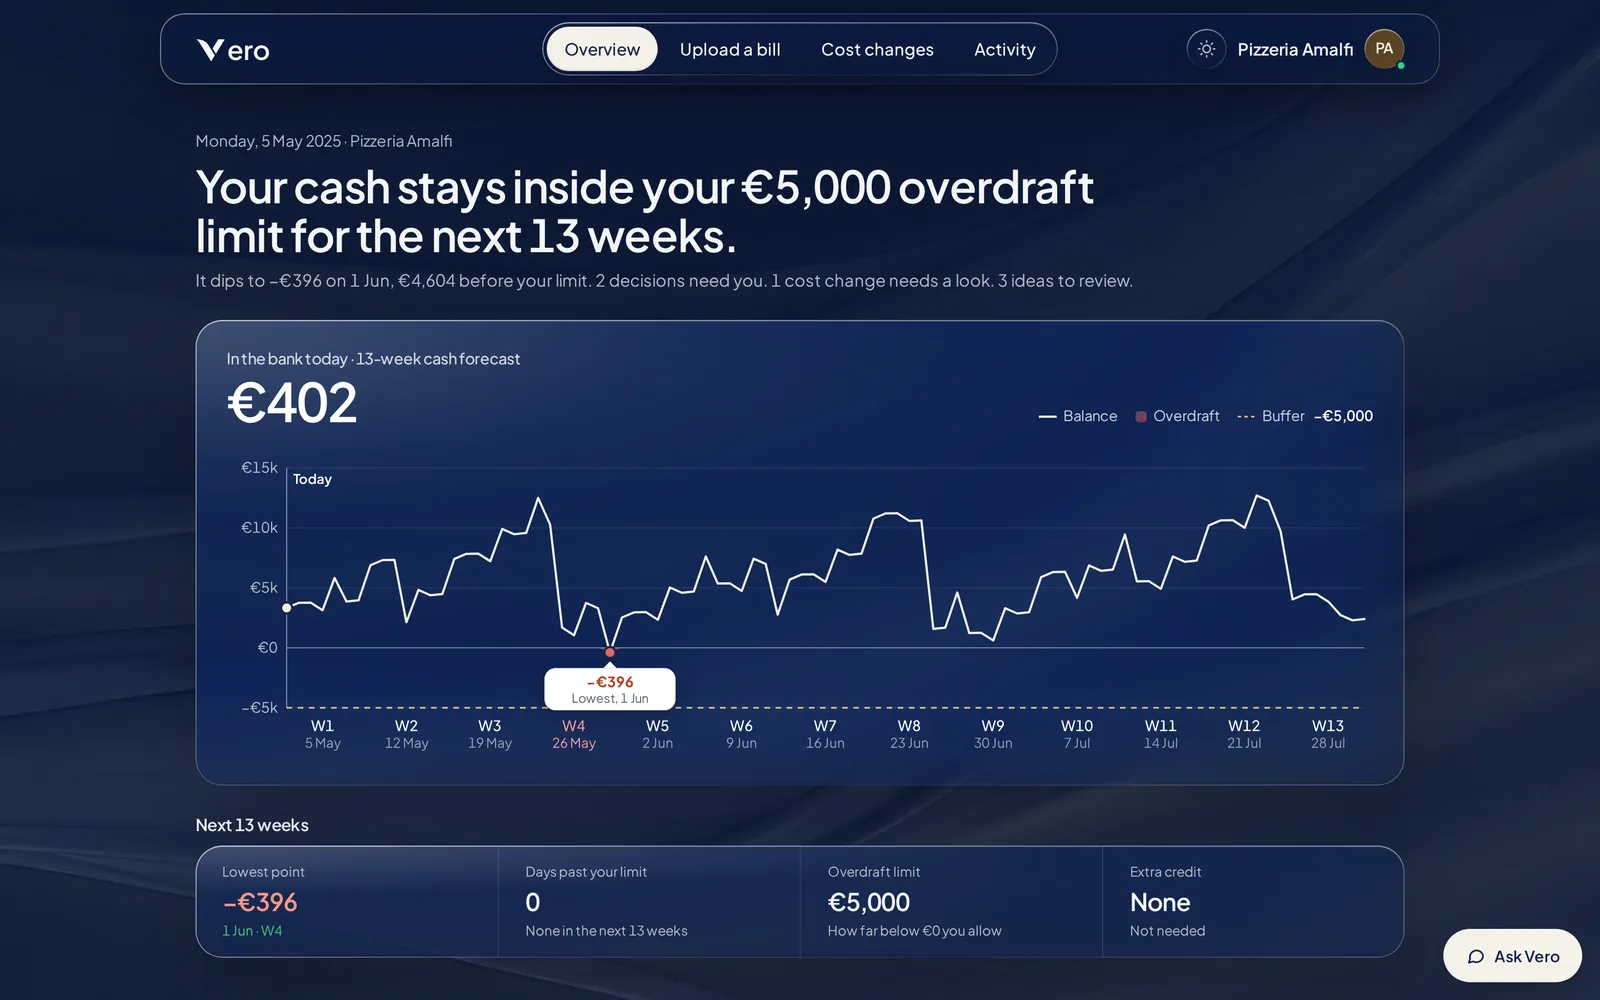 Vero
Overview Upload a bill Cost changes Activity
Pizzeria Amalfi PA
Monday, 5 May 2025 · Pizzeria Amalfi
Your cash stays inside your €5,000 overdraft
limit for the next 13 weeks.
It dips to −€396 on 1 Jun, €4,604 before your limit. 2 decisions need you. 1 cost change needs a look. 3 ideas to review.
In the bank today · 13-week cash forecast
€402
Balance Overdraft Buffer −€5,000
€15k
Today
€10k
€5k
€0
−€396
Lowest, 1 Jun
−€5k
W1 W2 W3 W4 W5 W6 W7 W8 W9 W10 W11 W12 W13
5 May 12 May 19 May 26 May 2 Jun 9 Jun 16 Jun 23 Jun 30 Jun 7 Jul 14 Jul 21 Jul 28 Jul
Next 13 weeks
Lowest point
−€396
1 Jun · W4
Days past your limit
0
None in the next 13 weeks
Overdraft limit
€5,000
How far below €0 you allow
Extra credit
None
Not needed
Ask Vero